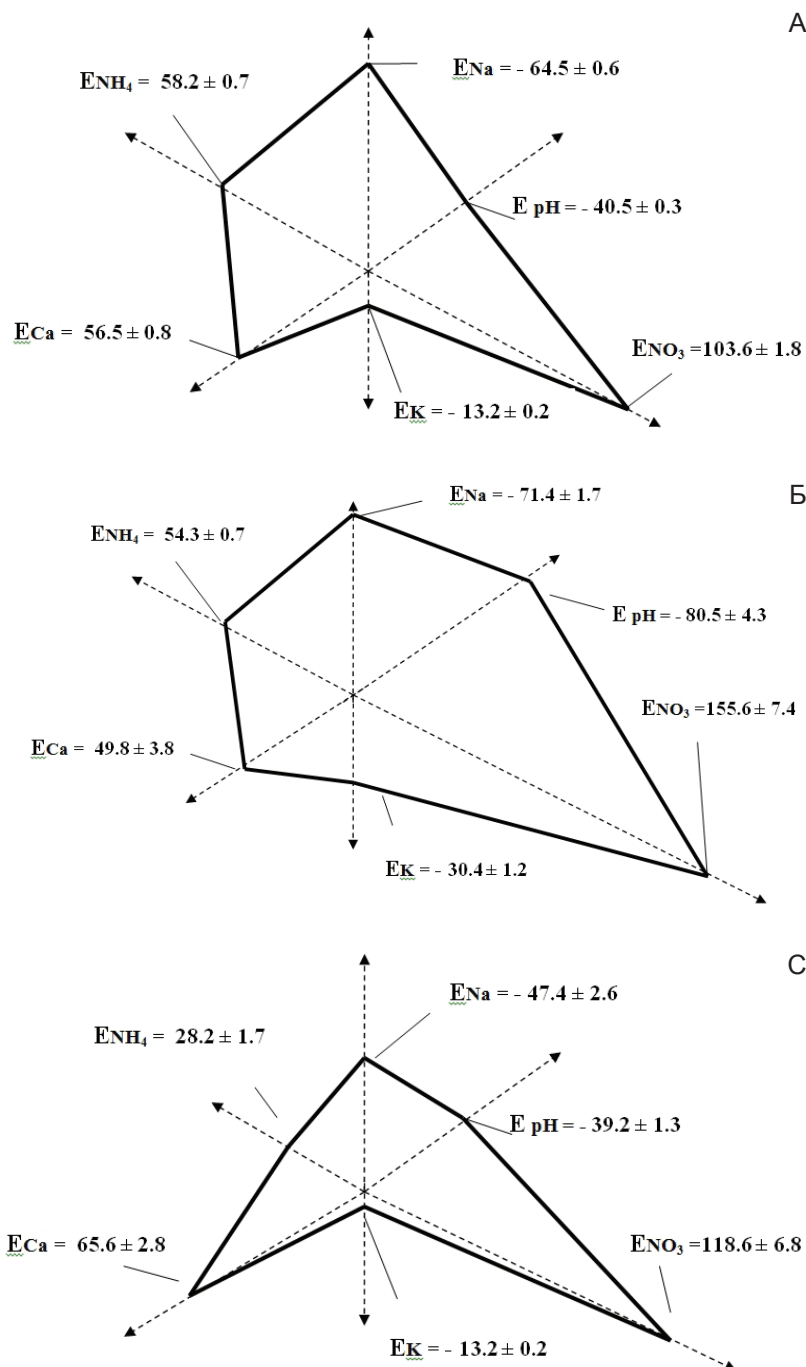 А
ENa = - 64.5 ± 0.6
ENH₄ = 58.2 ± 0.7
E pH = - 40.5 ± 0.3
ECa = 56.5 ± 0.8
ENO₃ =103.6 ± 1.8
EK = - 13.2 ± 0.2
Б
ENa = - 71.4 ± 1.7
ENH₄ = 54.3 ± 0.7
E pH = - 80.5 ± 4.3
ENO₃ =155.6 ± 7.4
ECa = 49.8 ± 3.8
EK = - 30.4 ± 1.2
С
ENa = - 47.4 ± 2.6
ENH₄ = 28.2 ± 1.7
E pH = - 39.2 ± 1.3
ECa = 65.6 ± 2.8
ENO₃ =118.6 ± 6.8
EK = - 13.2 ± 0.2